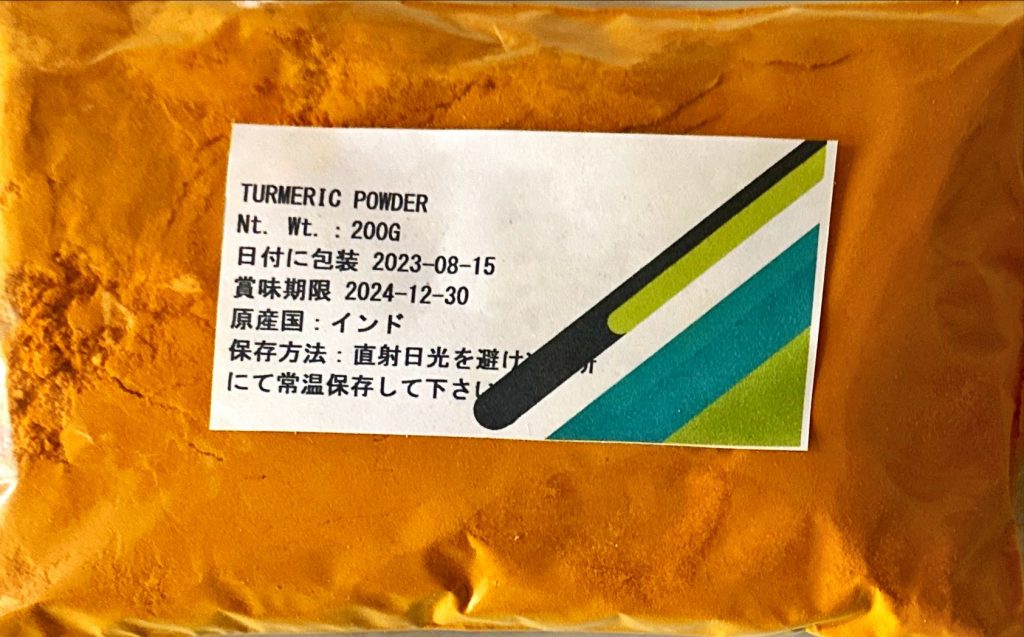 TURMERIC POWDER
Nt. Wt. : 200G
日付に包装 2023-08-15
賞味期限 2024-12-30
原産国：インド
保存方法：直射日光を避け
にて常温保存して下さい